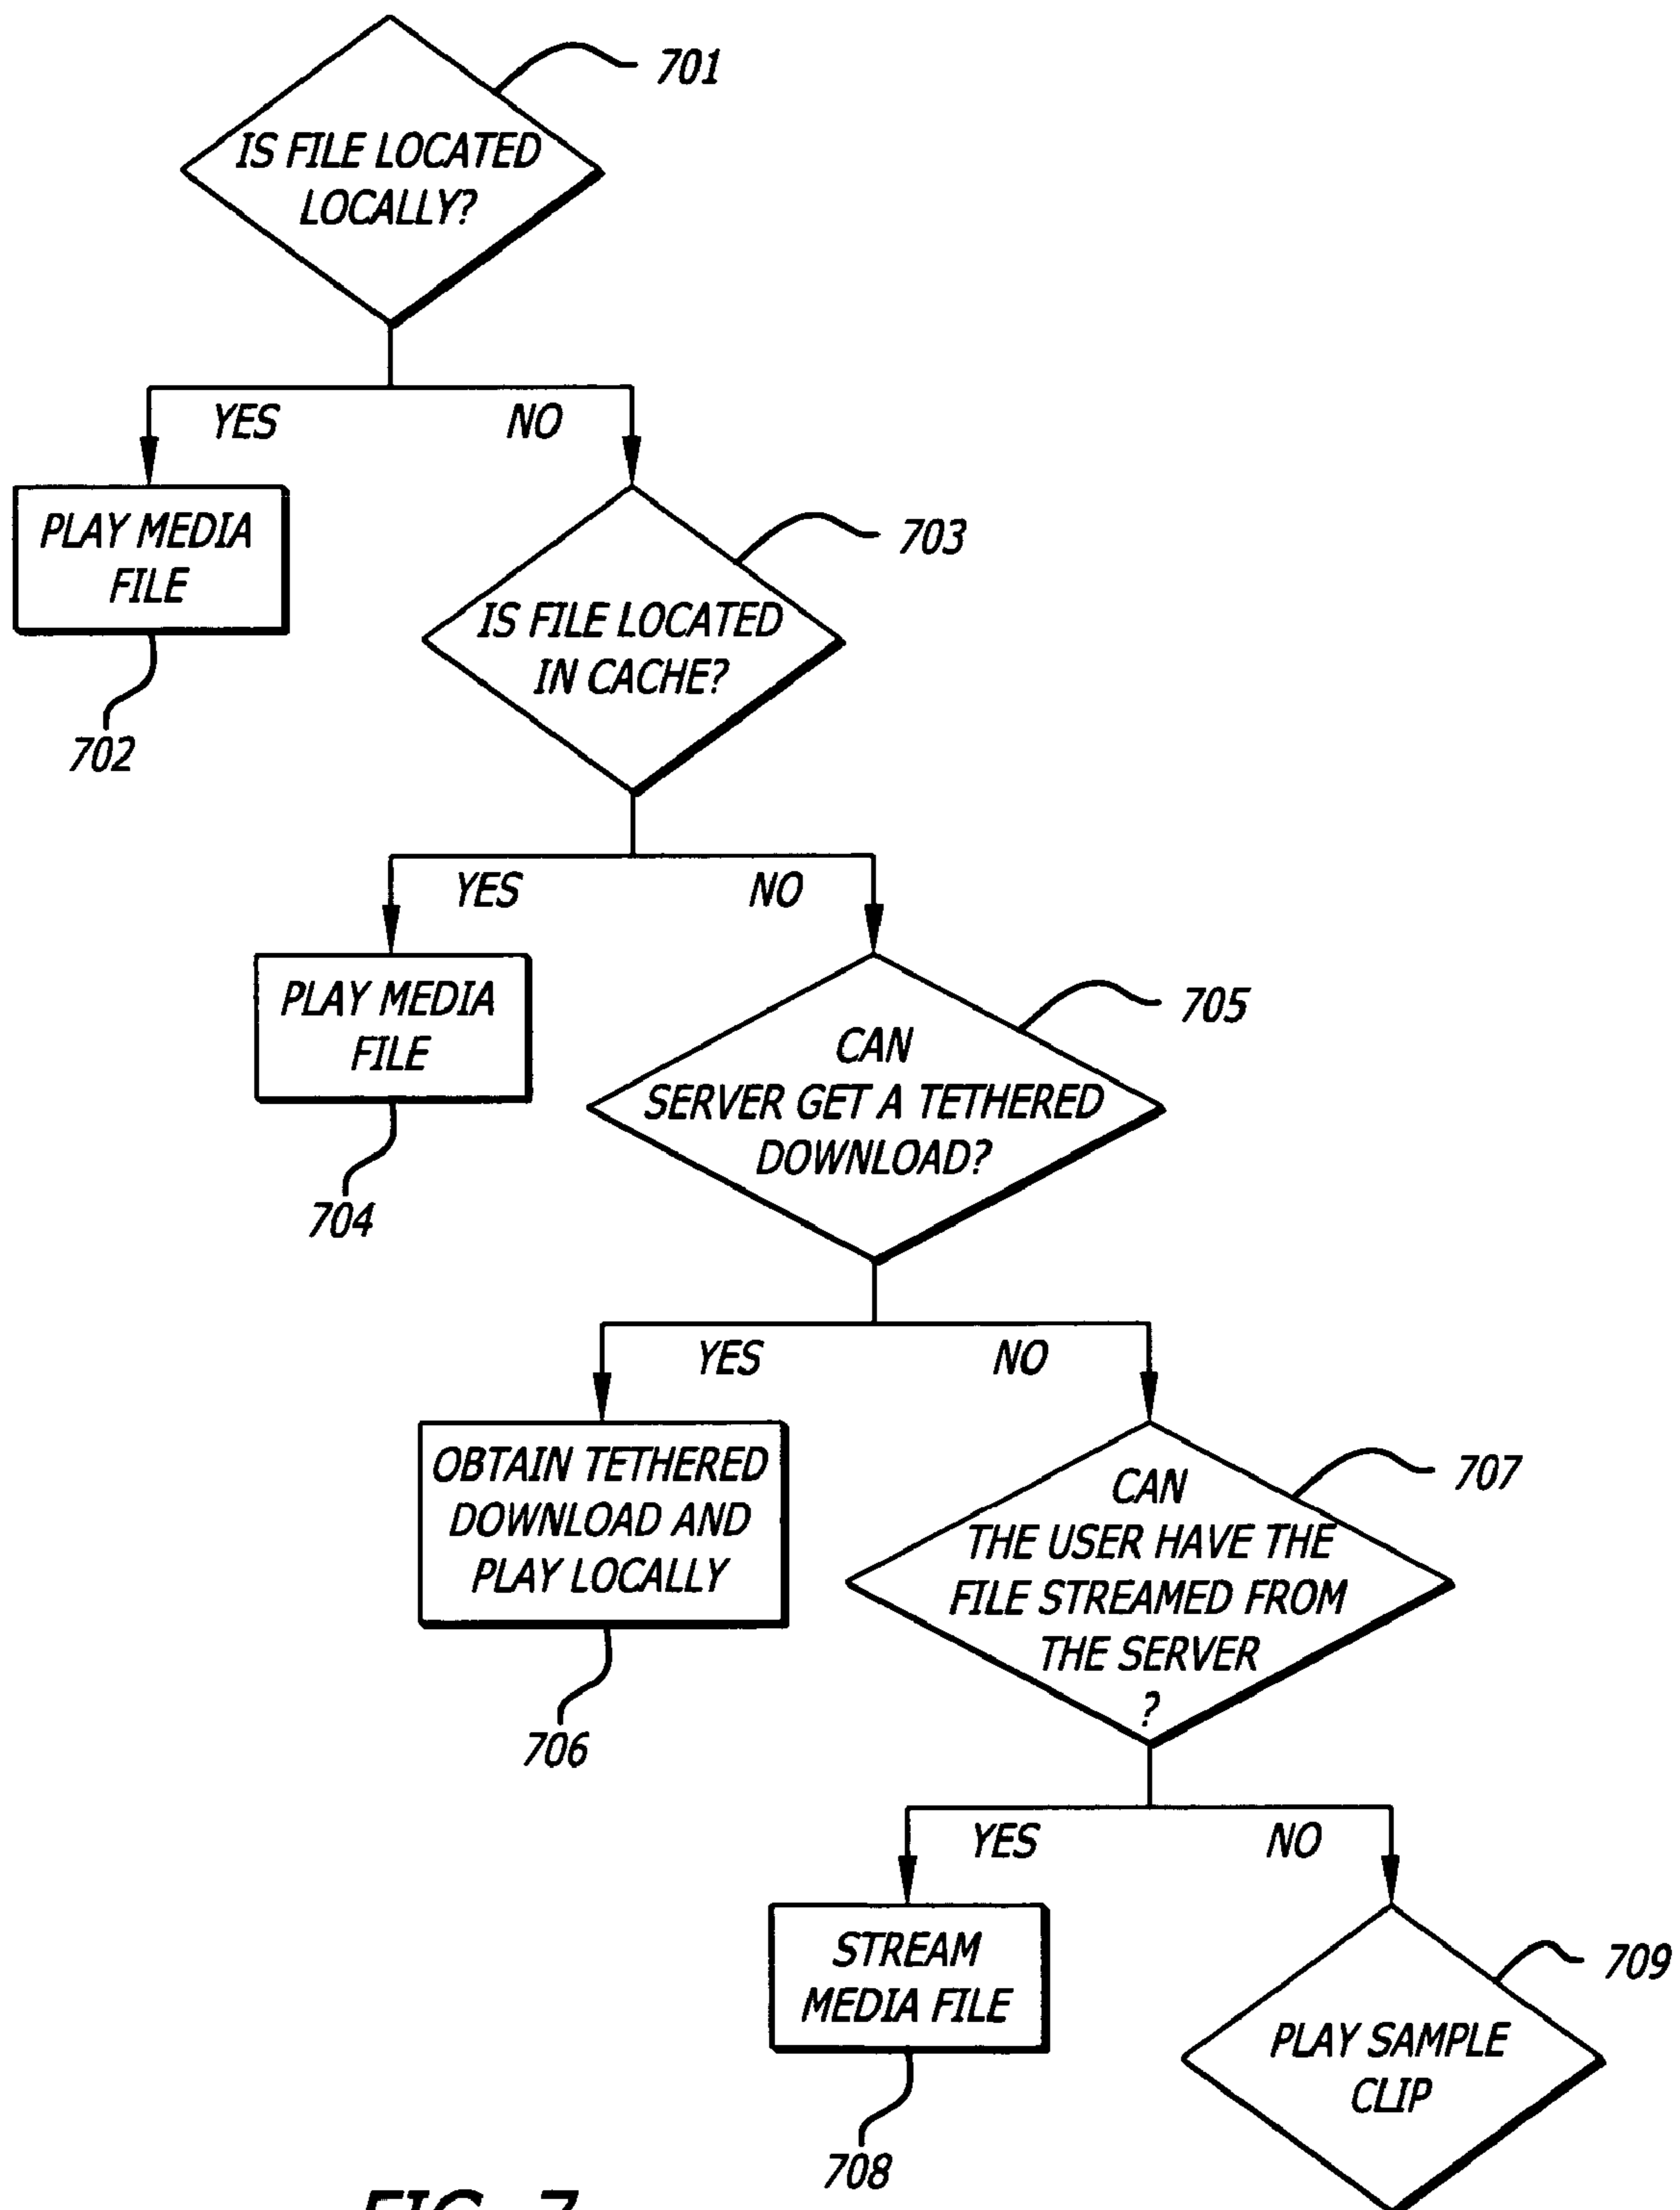 701
IS FILE LOCATED
LOCALLY?
YES
NO
PLAY MEDIA
FILE
702
703
IS FILE LOCATED
IN CACHE?
YES
NO
PLAY MEDIA
FILE
704
705
CAN
SERVER GET A TETHERED
DOWNLOAD?
YES
NO
OBTAIN TETHERED
DOWNLOAD AND
PLAY LOCALLY
706
707
CAN
THE USER HAVE THE
FILE STREAMED FROM
THE SERVER
?
YES
NO
STREAM
MEDIA FILE
708
709
PLAY SAMPLE
CLIP
FIG. 7